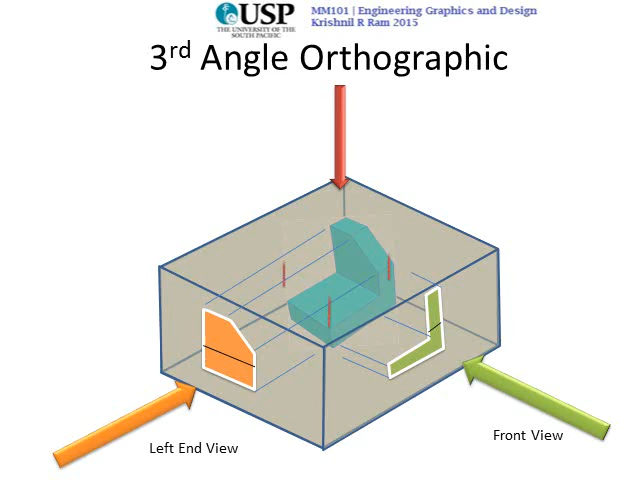 USP
THE UNIVERSITY OF THE
SOUTH PACIFIC
MM101 | Engineering Graphics and Design
Krishnil R Ram 2015
3rd Angle Orthographic
Front View
Left End View